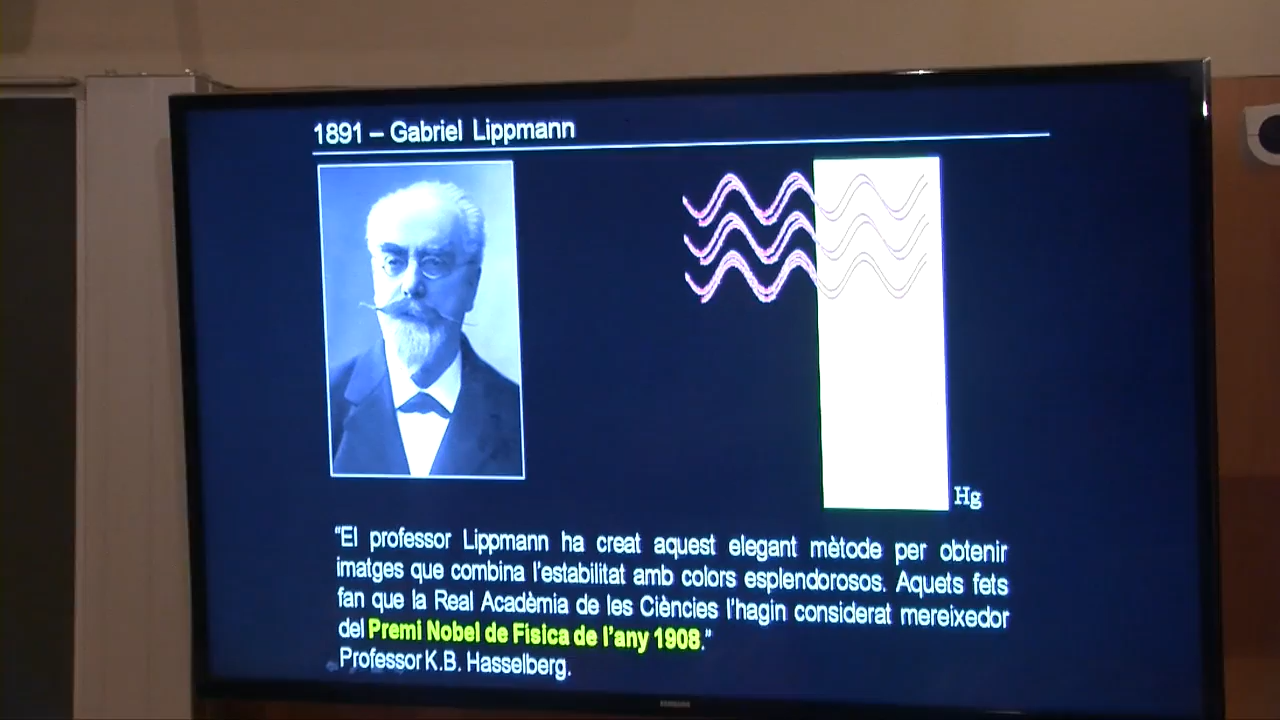 1891 – Gabriel Lippmann
Hg
“El professor Lippmann ha creat aquest elegant mètode per obtenir
imatges que combina l’estabilitat amb colors esplendorosos. Aquets fets
fan que la Real Acadèmia de les Ciències l’hagin considerat mereixedor
del Premi Nobel de Física de l’any 1908.”
Professor K.B. Hasselberg.
SAMSUNG